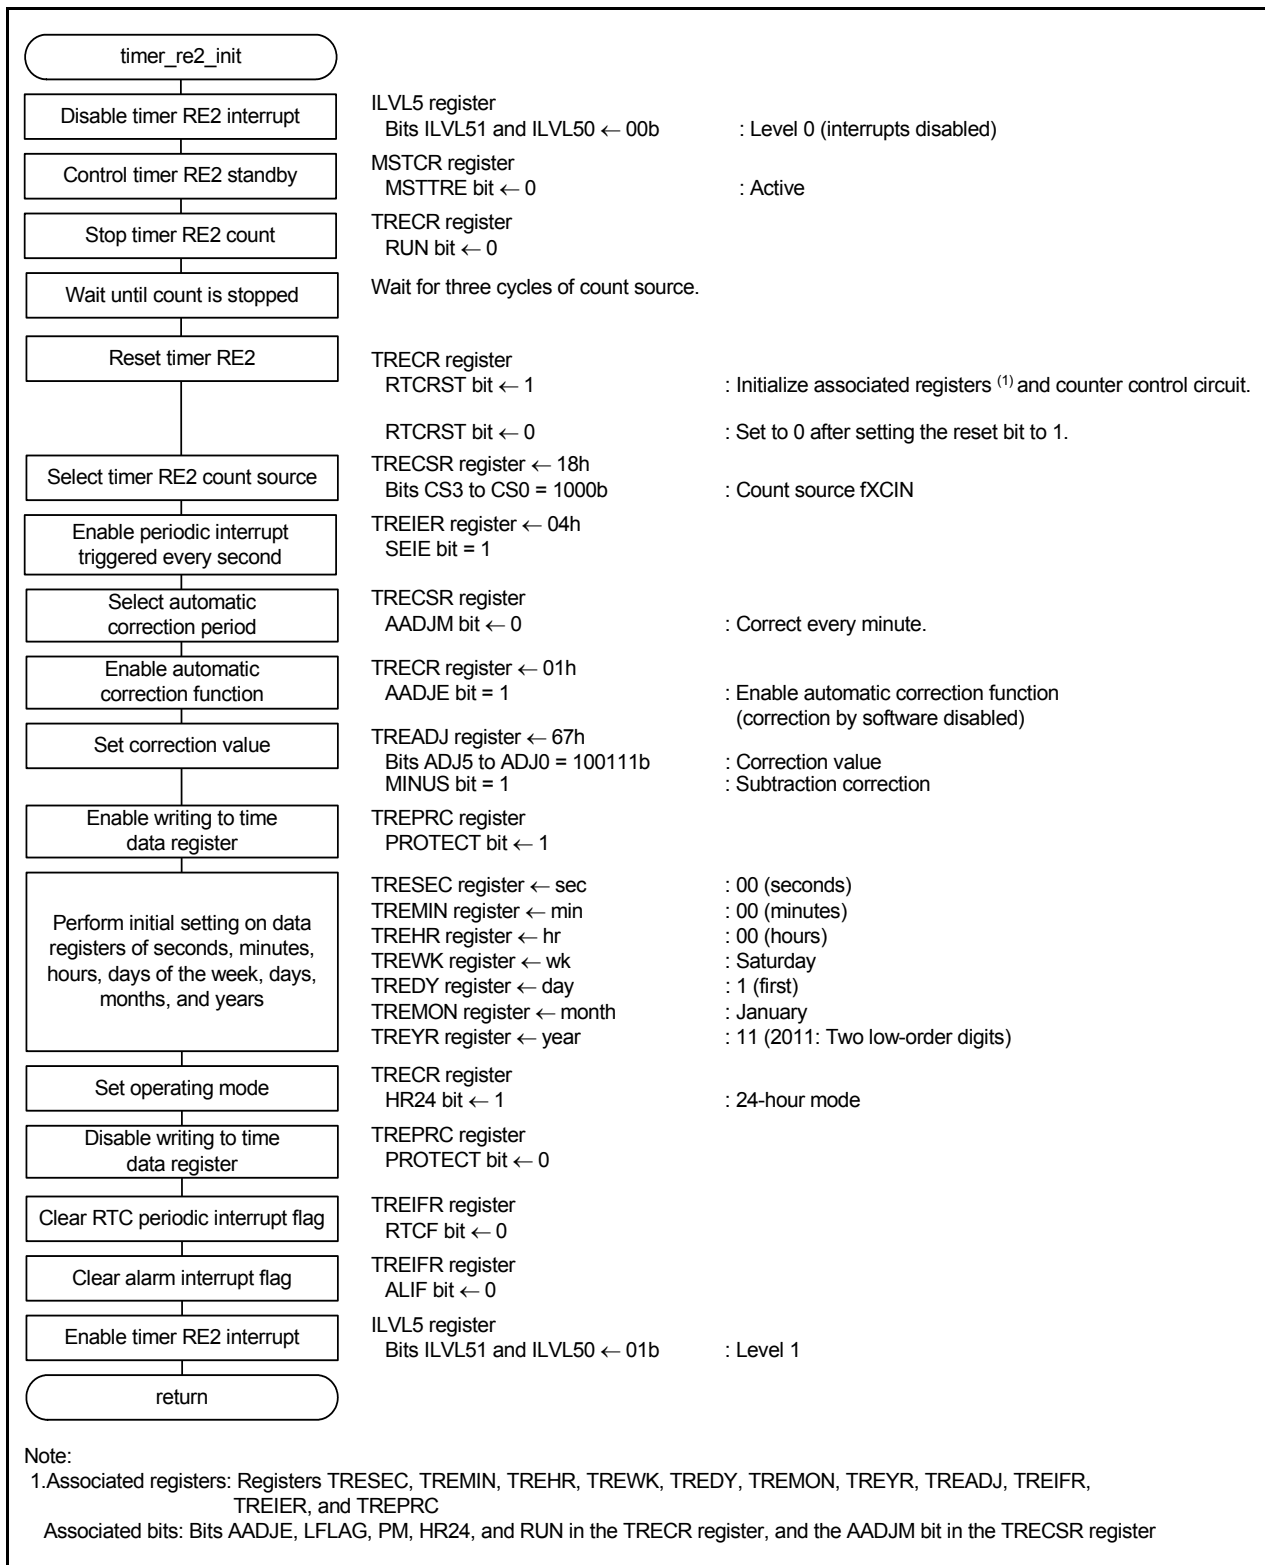 timer_re2_init
Disable timer RE2 interrupt
ILVL5 register
Bits ILVL51 and ILVL50 ← 00b : Level 0 (interrupts disabled)
Control timer RE2 standby
MSTCR register
MSTTRE bit ← 0 : Active
Stop timer RE2 count
TRECR register
RUN bit ← 0
Wait until count is stopped
Wait for three cycles of count source.
Reset timer RE2
TRECR register
RTCRST bit ← 1 : Initialize associated registers (1) and counter control circuit.
RTCRST bit ← 0 : Set to 0 after setting the reset bit to 1.
Select timer RE2 count source
TRECSR register ← 18h
Bits CS3 to CS0 = 1000b : Count source fXCIN
Enable periodic interrupt
triggered every second
TREIER register ← 04h
SEIE bit = 1
Select automatic
correction period
TRECSR register
AADJM bit ← 0 : Correct every minute.
Enable automatic
correction function
TRECR register ← 01h
AADJE bit = 1 : Enable automatic correction function
(correction by software disabled)
Set correction value
TREADJ register ← 67h
Bits ADJ5 to ADJ0 = 100111b : Correction value
MINUS bit = 1 : Subtraction correction
Enable writing to time
data register
TREPRC register
PROTECT bit ← 1
Perform initial setting on data
registers of seconds, minutes,
hours, days of the week, days,
months, and years
TRESEC register ← sec : 00 (seconds)
TREMIN register ← min : 00 (minutes)
TREHR register ← hr : 00 (hours)
TREWK register ← wk : Saturday
TREDY register ← day : 1 (first)
TREMON register ← month : January
TREYR register ← year : 11 (2011: Two low-order digits)
Set operating mode
TRECR register
HR24 bit ← 1 : 24-hour mode
Disable writing to time
data register
TREPRC register
PROTECT bit ← 0
Clear RTC periodic interrupt flag
TREIFR register
RTCF bit ← 0
Clear alarm interrupt flag
TREIFR register
ALIF bit ← 0
Enable timer RE2 interrupt
ILVL5 register
Bits ILVL51 and ILVL50 ← 01b : Level 1
return
Note:
1.Associated registers: Registers TRESEC, TREMIN, TREHR, TREWK, TREDY, TREMON, TREYR, TREADJ, TREIFR,
TREIER, and TREPRC
Associated bits: Bits AADJE, LFLAG, PM, HR24, and RUN in the TRECR register, and the AADJM bit in the TRECSR register